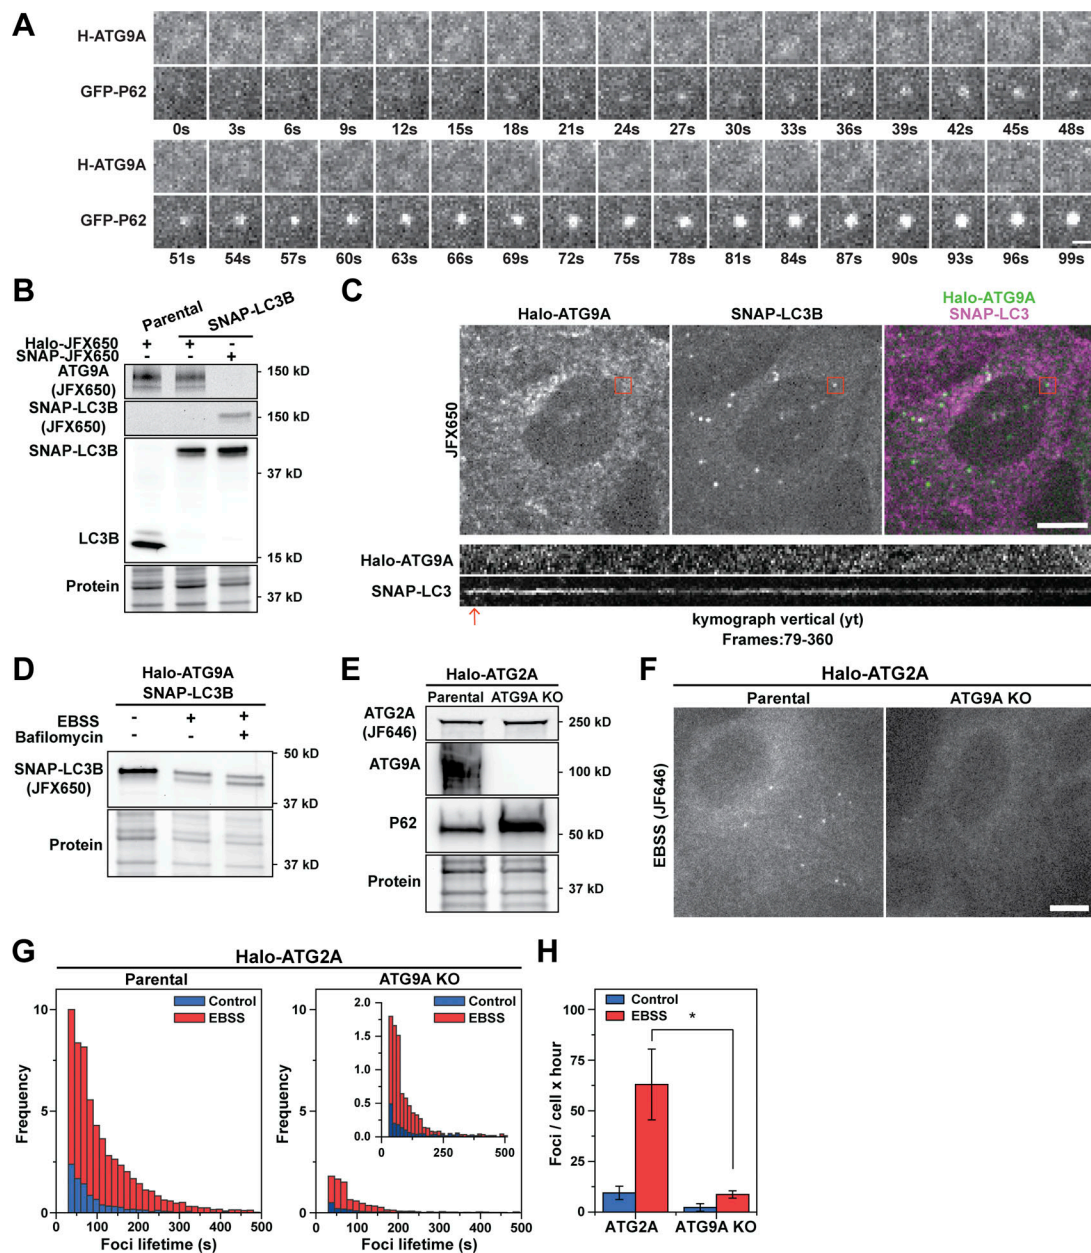 A
H-ATG9A
GFP-P62
0s 3s 6s 9s 12s 15s 18s 21s 24s 27s 30s 33s 36s 39s 42s 45s 48s
H-ATG9A
GFP-P62
51s 54s 57s 60s 63s 66s 69s 72s 75s 78s 81s 84s 87s 90s 93s 96s 99s
B
Parental SNAP-LC3B
Halo-JFX650 + + -
SNAP-JFX650 - - +
ATG9A
(JFX650)
150 kD
SNAP-LC3B
(JFX650)
150 kD
SNAP-LC3B
37 kD
LC3B
15 kD
Protein
37 kD
C
Halo-ATG9A SNAP-LC3B Halo-ATG9A
SNAP-LC3
JFX650
Halo-ATG9A
SNAP-LC3
kymograph vertical (yt)
Frames:79-360
D
Halo-ATG9A
SNAP-LC3B
EBSS - + +
Bafilomycin - - +
50 kD
SNAP-LC3B
(JFX650)
37 kD
Protein
37 kD
E
Halo-ATG2A
Parental ATG9A KO
ATG2A
(JF646)
250 kD
ATG9A
100 kD
P62
50 kD
Protein
37 kD
F
Halo-ATG2A
Parental ATG9A KO
EBSS (JF646)
G
Halo-ATG2A
Parental ATG9A KO
Control
EBSS
Frequency
10
5
0
0 100 200 300 400 500
Foci lifetime (s)
Control
EBSS
Frequency
10
5
0
2.0
1.5
1.0
0.5
0.0
0 250 500
0 100 200 300 400 500
Foci lifetime (s)
H
Control
EBSS
*
Foci / cell x hour
100
75
50
25
0
ATG2A ATG9A KO